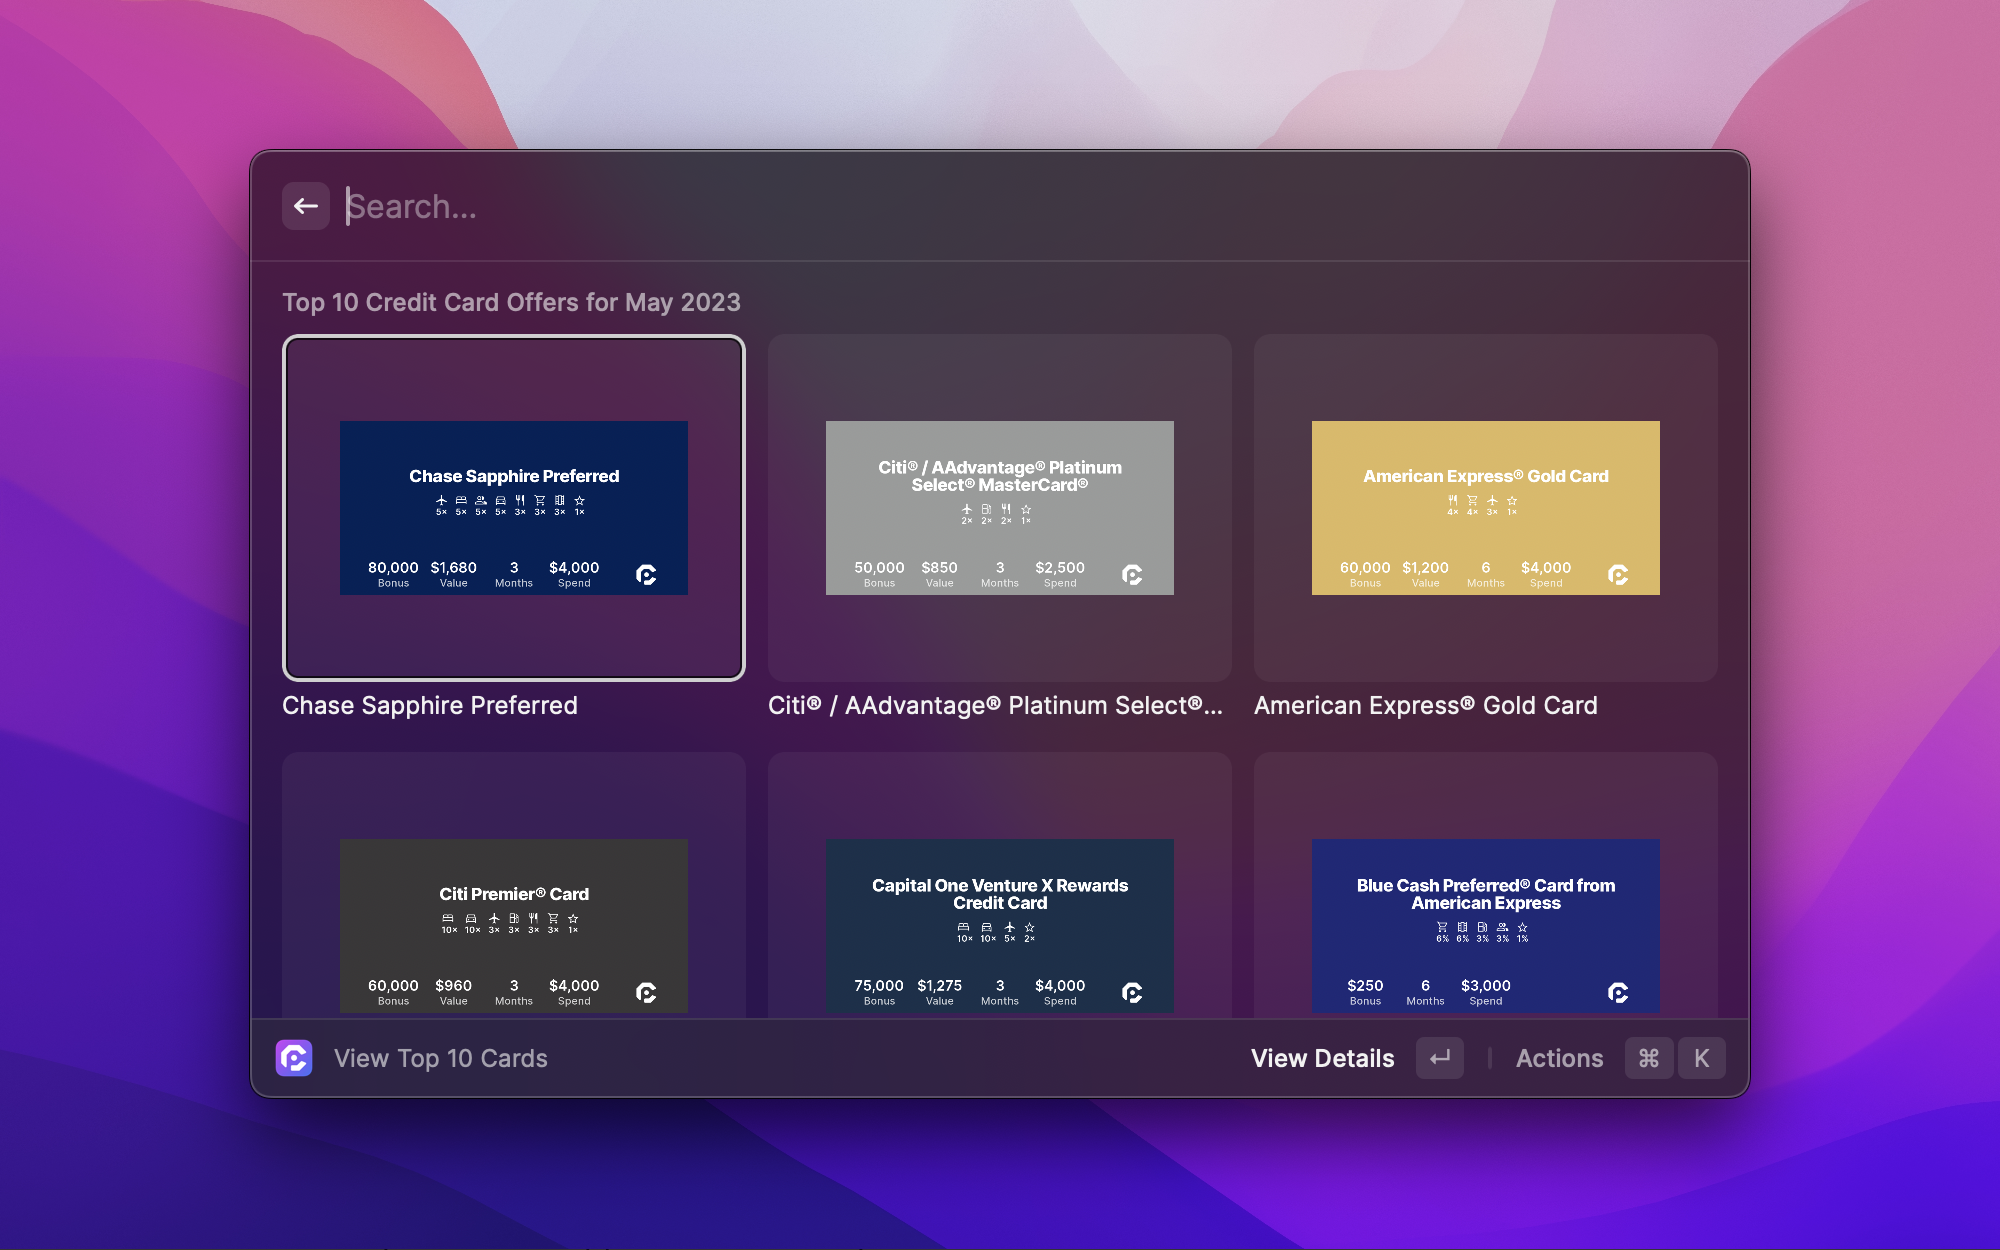 Search...
Top 10 Credit Card Offers for May 2023
Chase Sapphire Preferred
5× 5× 5× 5× 3× 3× 3× 1×
80,000 $1,680 3 $4,000
Bonus Value Months Spend
Citi® / AAdvantage® Platinum
Select® MasterCard®
2× 2× 2× 1×
50,000 $850 3 $2,500
Bonus Value Months Spend
American Express® Gold Card
4× 4× 3× 1×
60,000 $1,200 6 $4,000
Bonus Value Months Spend
Chase Sapphire Preferred
Citi® / AAdvantage® Platinum Select®...
American Express® Gold Card
Citi Premier® Card
10× 10× 3× 3× 3× 3× 1×
60,000 $960 3 $4,000
Bonus Value Months Spend
Capital One Venture X Rewards
Credit Card
10× 10× 5× 2×
75,000 $1,275 3 $4,000
Bonus Value Months Spend
Blue Cash Preferred® Card from
American Express
6% 6% 3% 3% 1%
$250 6 $3,000
Bonus Months Spend
View Top 10 Cards
View Details ↵ Actions ⌘ K